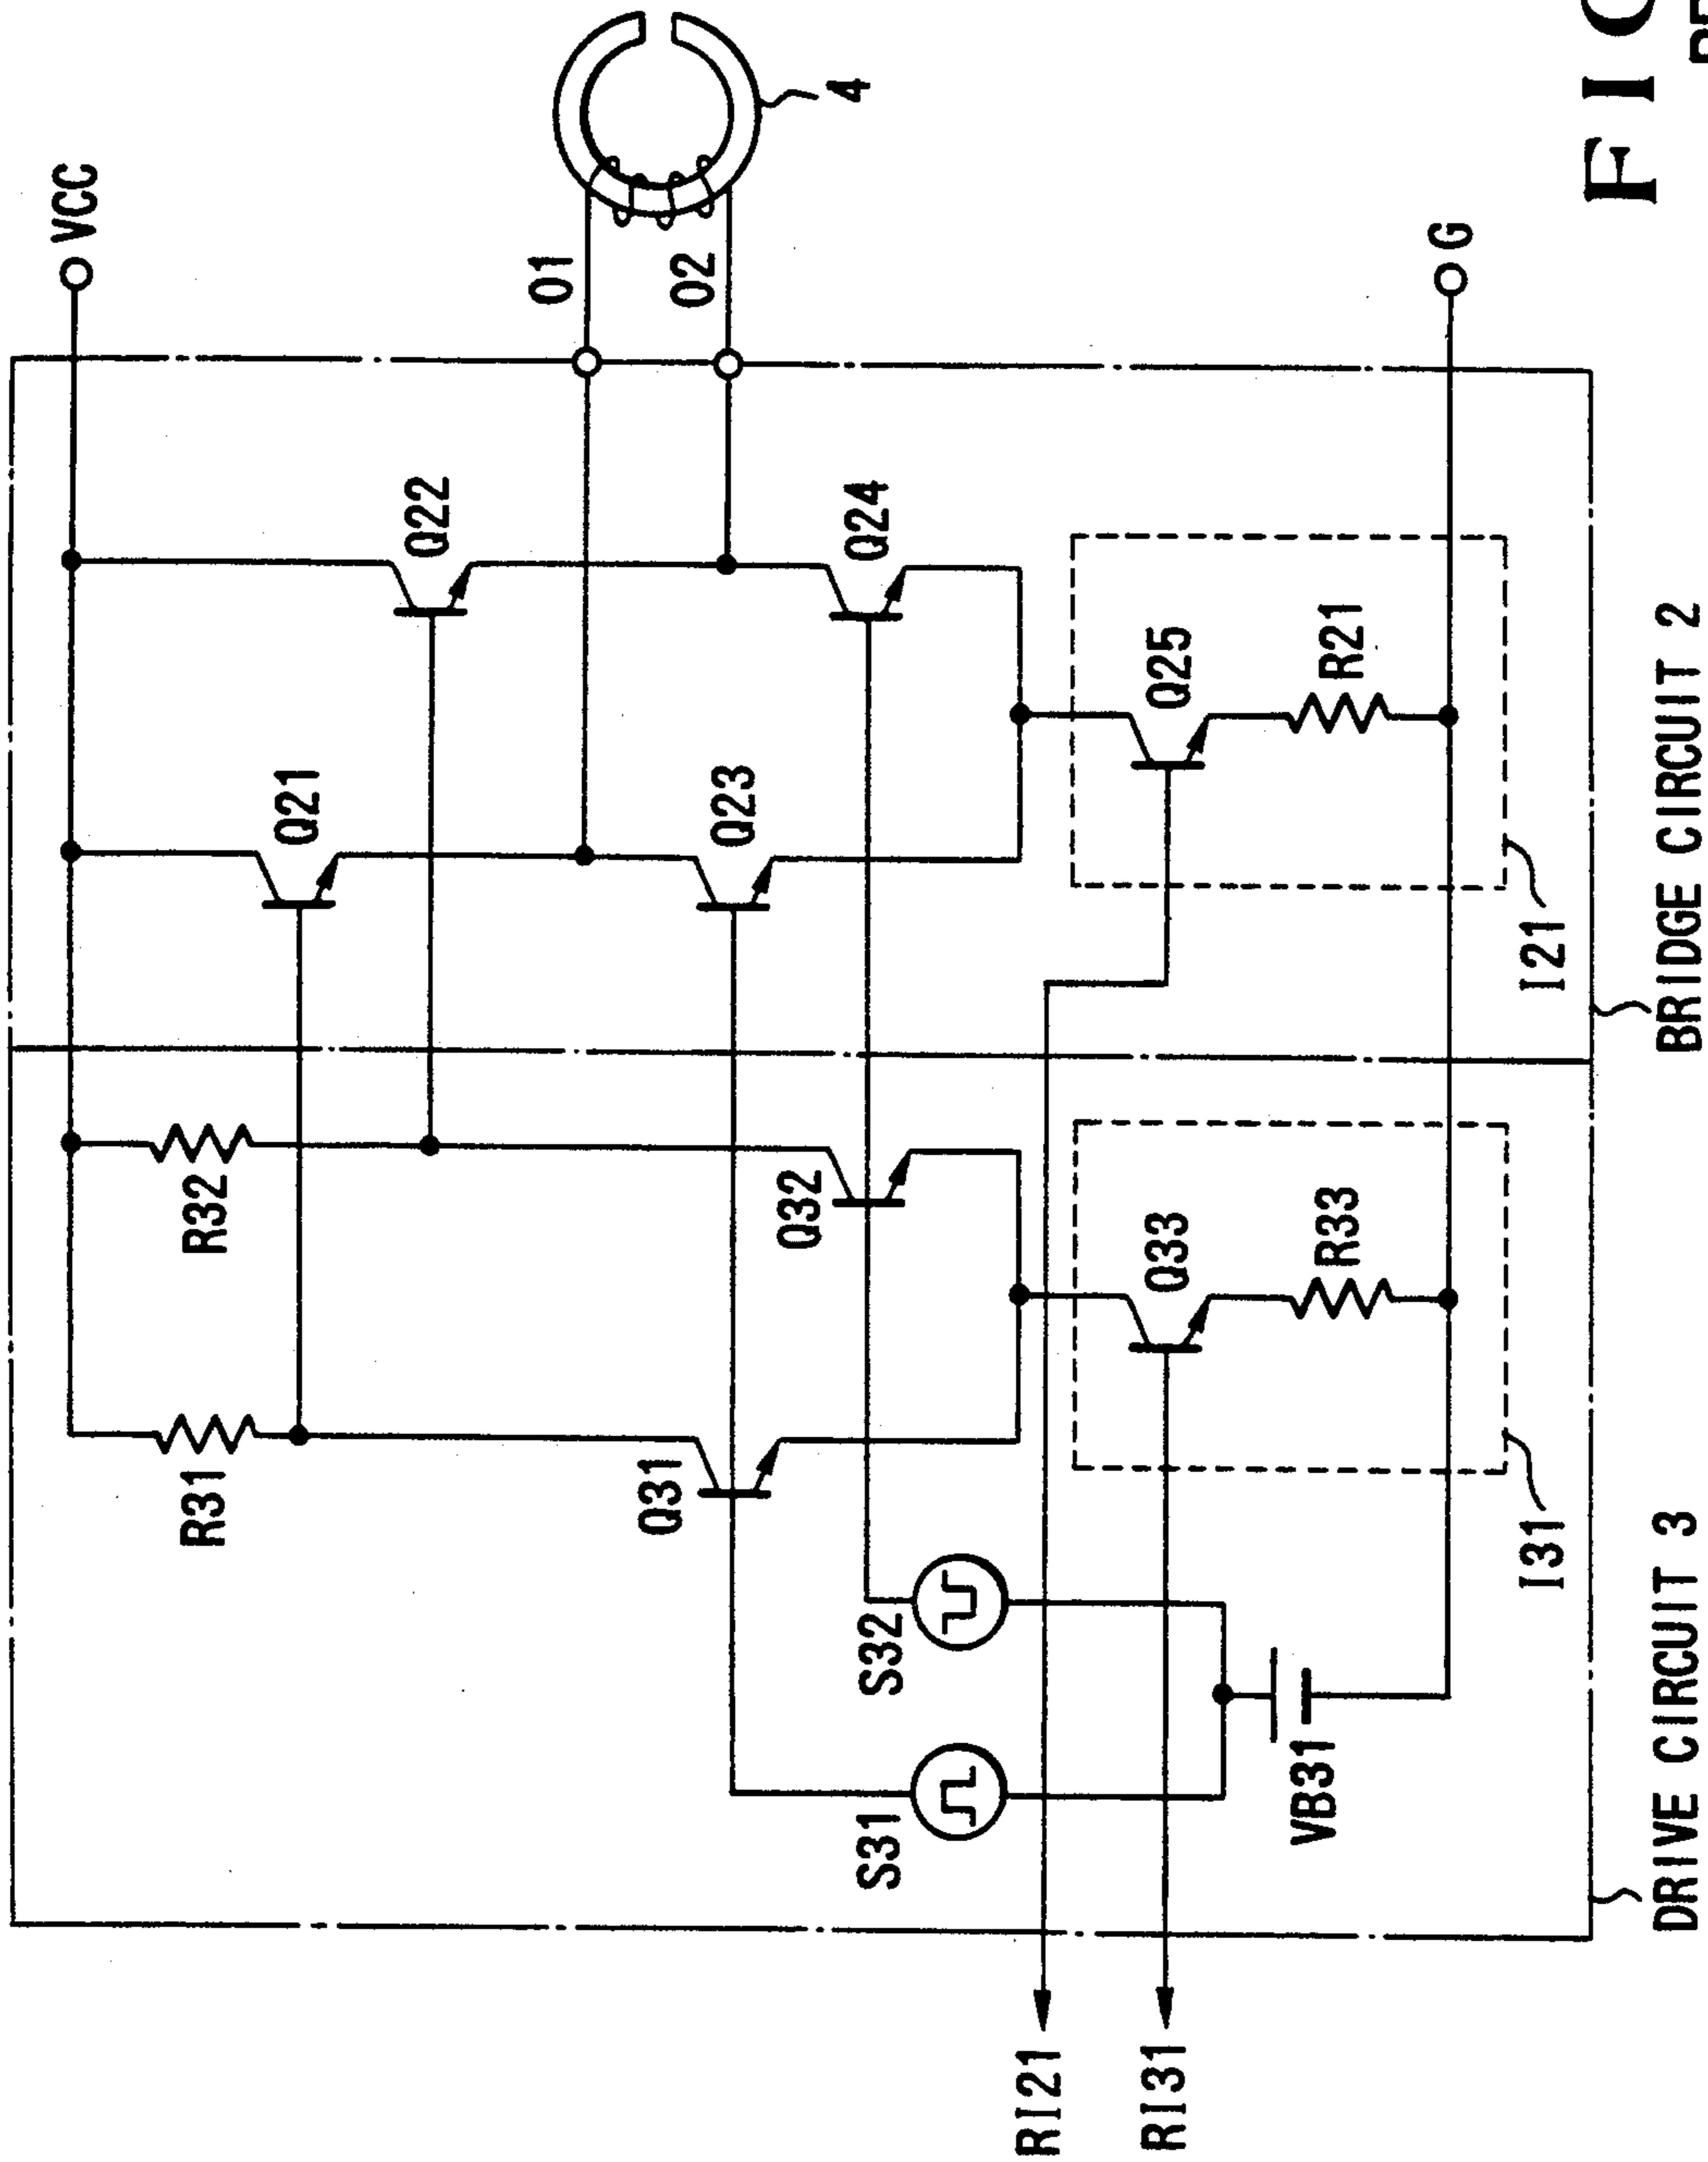 VCC
R31
R32
Q21
Q22
O1
O2
4
Q31
Q32
Q23
Q24
S31
S32
RI21
RI31
Q33
Q25
VB31
R33
R21
G
I31
I21
DRIVE CIRCUIT 3
BRIDGE CIRCUIT 2